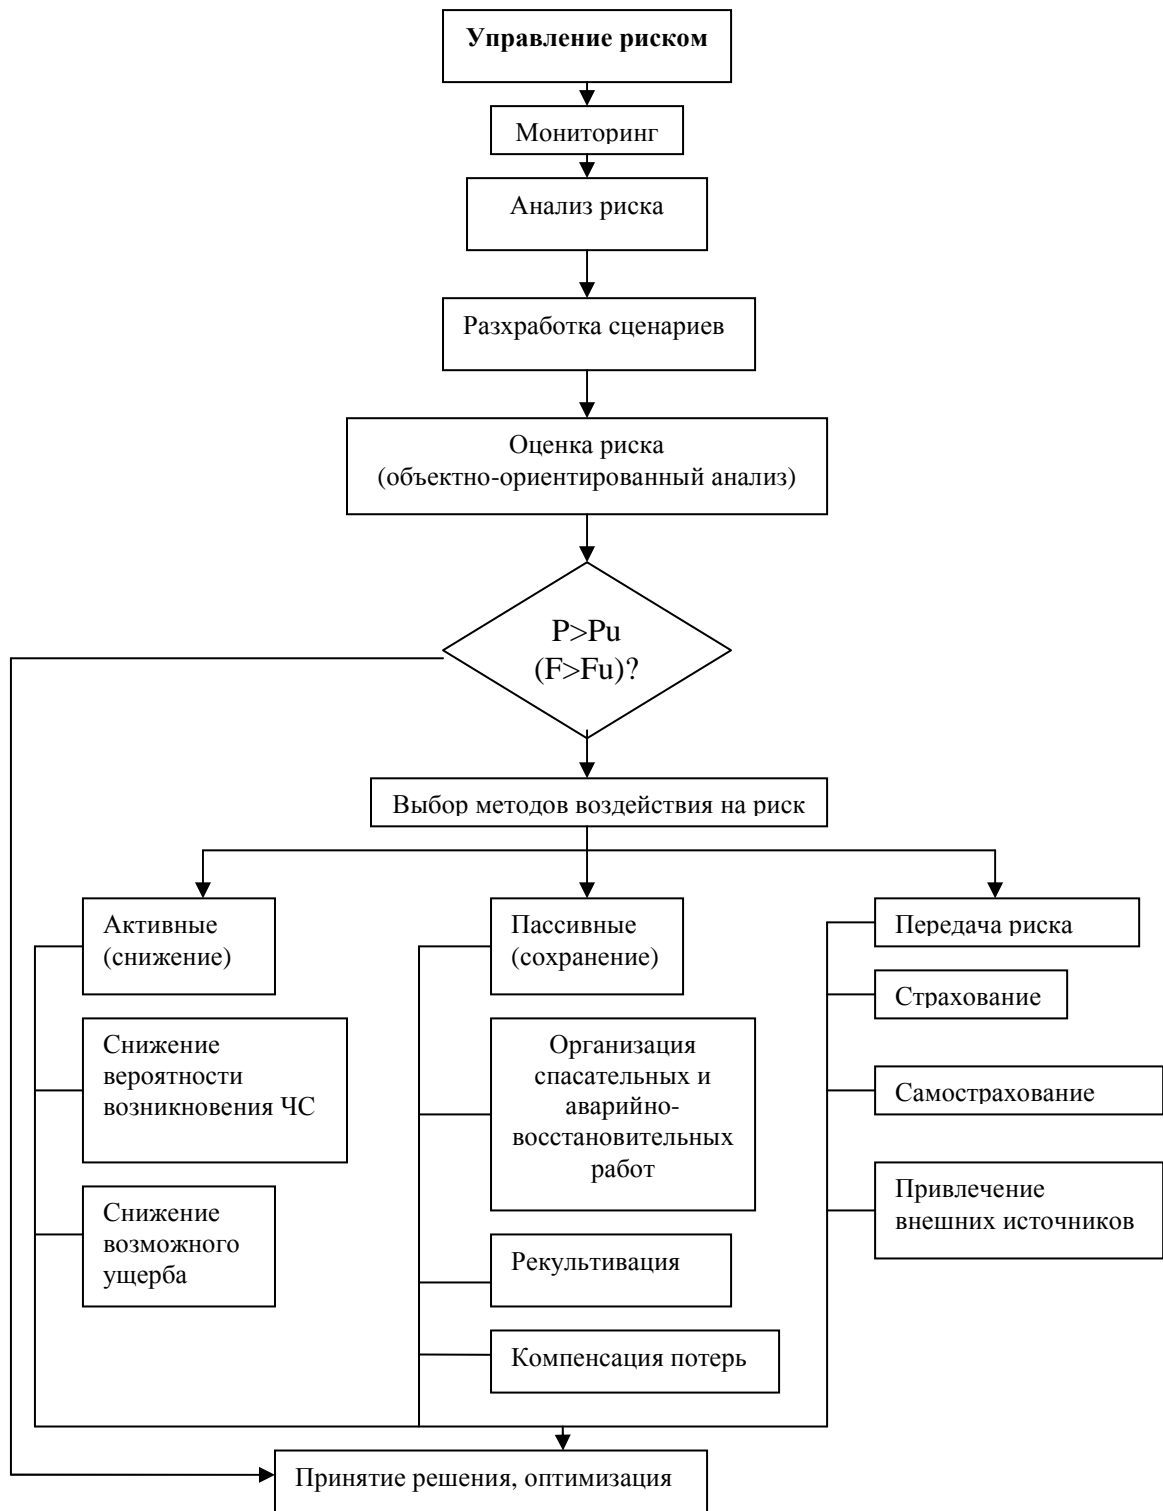 Управление риском
Мониторинг
Анализ риска
Разхработка сценариев
Оценка риска
(объектно-ориентированный анализ)
P>Pu
(F>Fu)?
Выбор методов воздействия на риск
Активные
(снижение)
Снижение
вероятности
возникновения ЧС
Снижение
возможного
ущерба
Пассивные
(сохранение)
Организация
спасательных и
аварийно-
восстановительных
работ
Рекультивация
Компенсация потерь
Передача риска
Страхование
Самострахование
Привлечение
внешних источников
Принятие решения, оптимизация